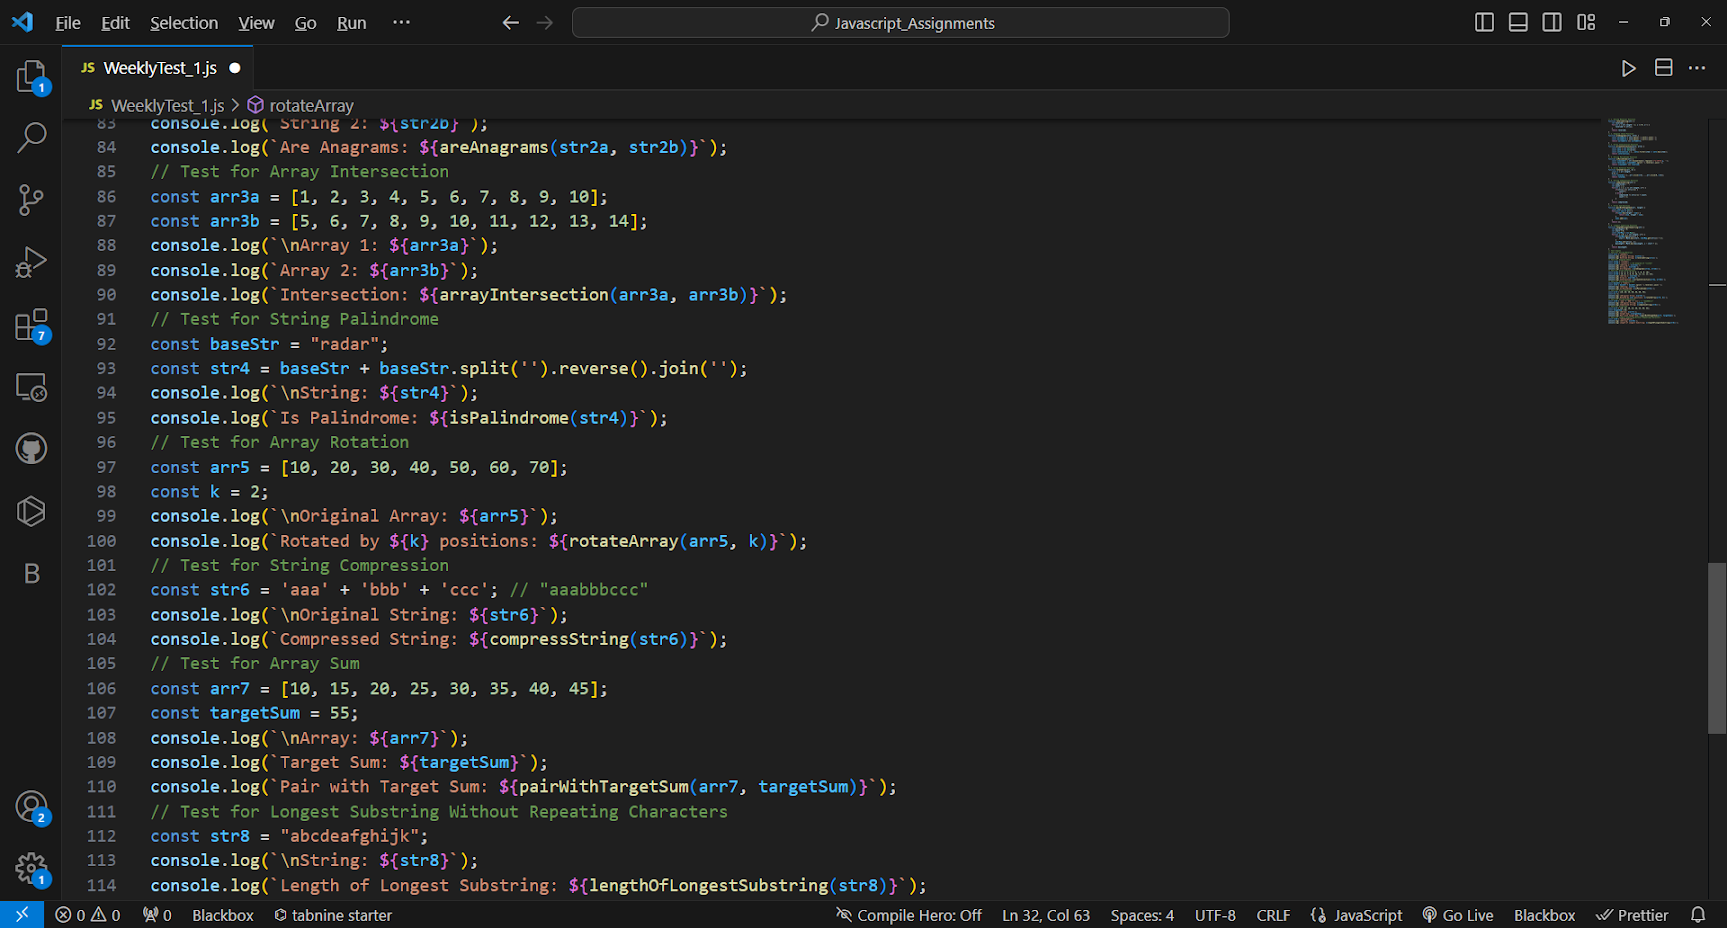 File Edit Selection View Go Run ··· Javascript_Assignments
JS WeeklyTest_1.js
JS WeeklyTest_1.js > rotateArray
83 console.log(`String 2: ${str2b}`);
84 console.log(`Are Anagrams: ${areAnagrams(str2a, str2b)}`);
85 // Test for Array Intersection
86 const arr3a = [1, 2, 3, 4, 5, 6, 7, 8, 9, 10];
87 const arr3b = [5, 6, 7, 8, 9, 10, 11, 12, 13, 14];
88 console.log(`\nArray 1: ${arr3a}`);
89 console.log(`Array 2: ${arr3b}`);
90 console.log(`Intersection: ${arrayIntersection(arr3a, arr3b)}`);
91 // Test for String Palindrome
92 const baseStr = "radar";
93 const str4 = baseStr + baseStr.split('').reverse().join('');
94 console.log(`\nString: ${str4}`);
95 console.log(`Is Palindrome: ${isPalindrome(str4)}`);
96 // Test for Array Rotation
97 const arr5 = [10, 20, 30, 40, 50, 60, 70];
98 const k = 2;
99 console.log(`\nOriginal Array: ${arr5}`);
100 console.log(`Rotated by ${k} positions: ${rotateArray(arr5, k)}`);
101 // Test for String Compression
102 const str6 = 'aaa' + 'bbb' + 'ccc'; // "aaabbbccc"
103 console.log(`\nOriginal String: ${str6}`);
104 console.log(`Compressed String: ${compressString(str6)}`);
105 // Test for Array Sum
106 const arr7 = [10, 15, 20, 25, 30, 35, 40, 45];
107 const targetSum = 55;
108 console.log(`\nArray: ${arr7}`);
109 console.log(`Target Sum: ${targetSum}`);
110 console.log(`Pair with Target Sum: ${pairWithTargetSum(arr7, targetSum)}`);
111 // Test for Longest Substring Without Repeating Characters
112 const str8 = "abcdeafghijk";
113 console.log(`\nString: ${str8}`);
114 console.log(`Length of Longest Substring: ${lengthOfLongestSubstring(str8)}`);
1
7
B
2
1
0 0 0 Blackbox tabnine starter Compile Hero: Off Ln 32, Col 63 Spaces: 4 UTF-8 CRLF JavaScript Go Live Blackbox Prettier